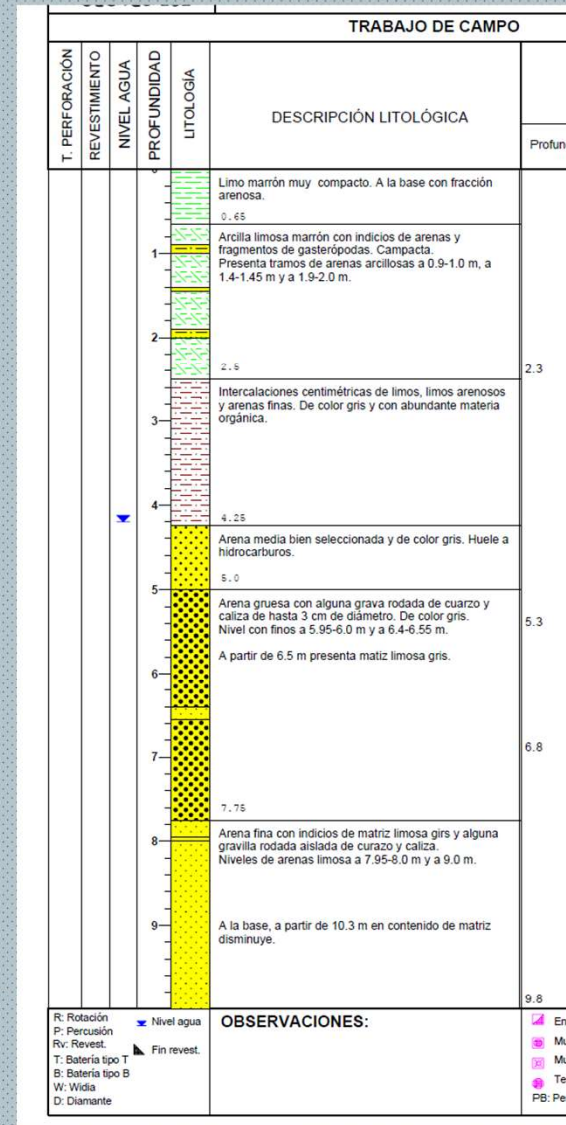 TRABAJO DE CAMPO
T. PERFORACIÓN
REVESTIMIENTO
NIVEL AGUA
PROFUNDIDAD
LITOLOGÍA
DESCRIPCIÓN LITOLÓGICA
Profun
Limo marrón muy compacto. A la base con fracción
arenosa.
0.65
Arcilla limosa marrón con indicios de arenas y
fragmentos de gasterópodas. Campacta.
Presenta tramos de arenas arcillosas a 0.9-1.0 m, a
1.4-1.45 m y a 1.9-2.0 m.
1
2
2.5
2.3
Intercalaciones centimétricas de limos, limos arenosos
y arenas finas. De color gris y con abundante materia
orgánica.
3
4
4.25
Arena media bien seleccionada y de color gris. Huele a
hidrocarburos.
5.0
5
Arena gruesa con alguna grava rodada de cuarzo y
caliza de hasta 3 cm de diámetro. De color gris.
Nivel con finos a 5.95-6.0 m y a 6.4-6.55 m.
5.3
A partir de 6.5 m presenta matiz limosa gris.
6
6.8
7
7.75
Arena fina con indicios de matriz limosa girs y alguna
gravilla rodada aislada de curazo y caliza.
Niveles de arenas limosa a 7.95-8.0 m y a 9.0 m.
8
A la base, a partir de 10.3 m en contenido de matriz
disminuye.
9
9.8
R: Rotación
P: Percusión
Rv: Revest.
T: Batería tipo T
B: Batería tipo B
W: Widia
D: Diamante
Nivel agua
Fin revest.
OBSERVACIONES:
En
Mu
Mu
Te
PB: Pe